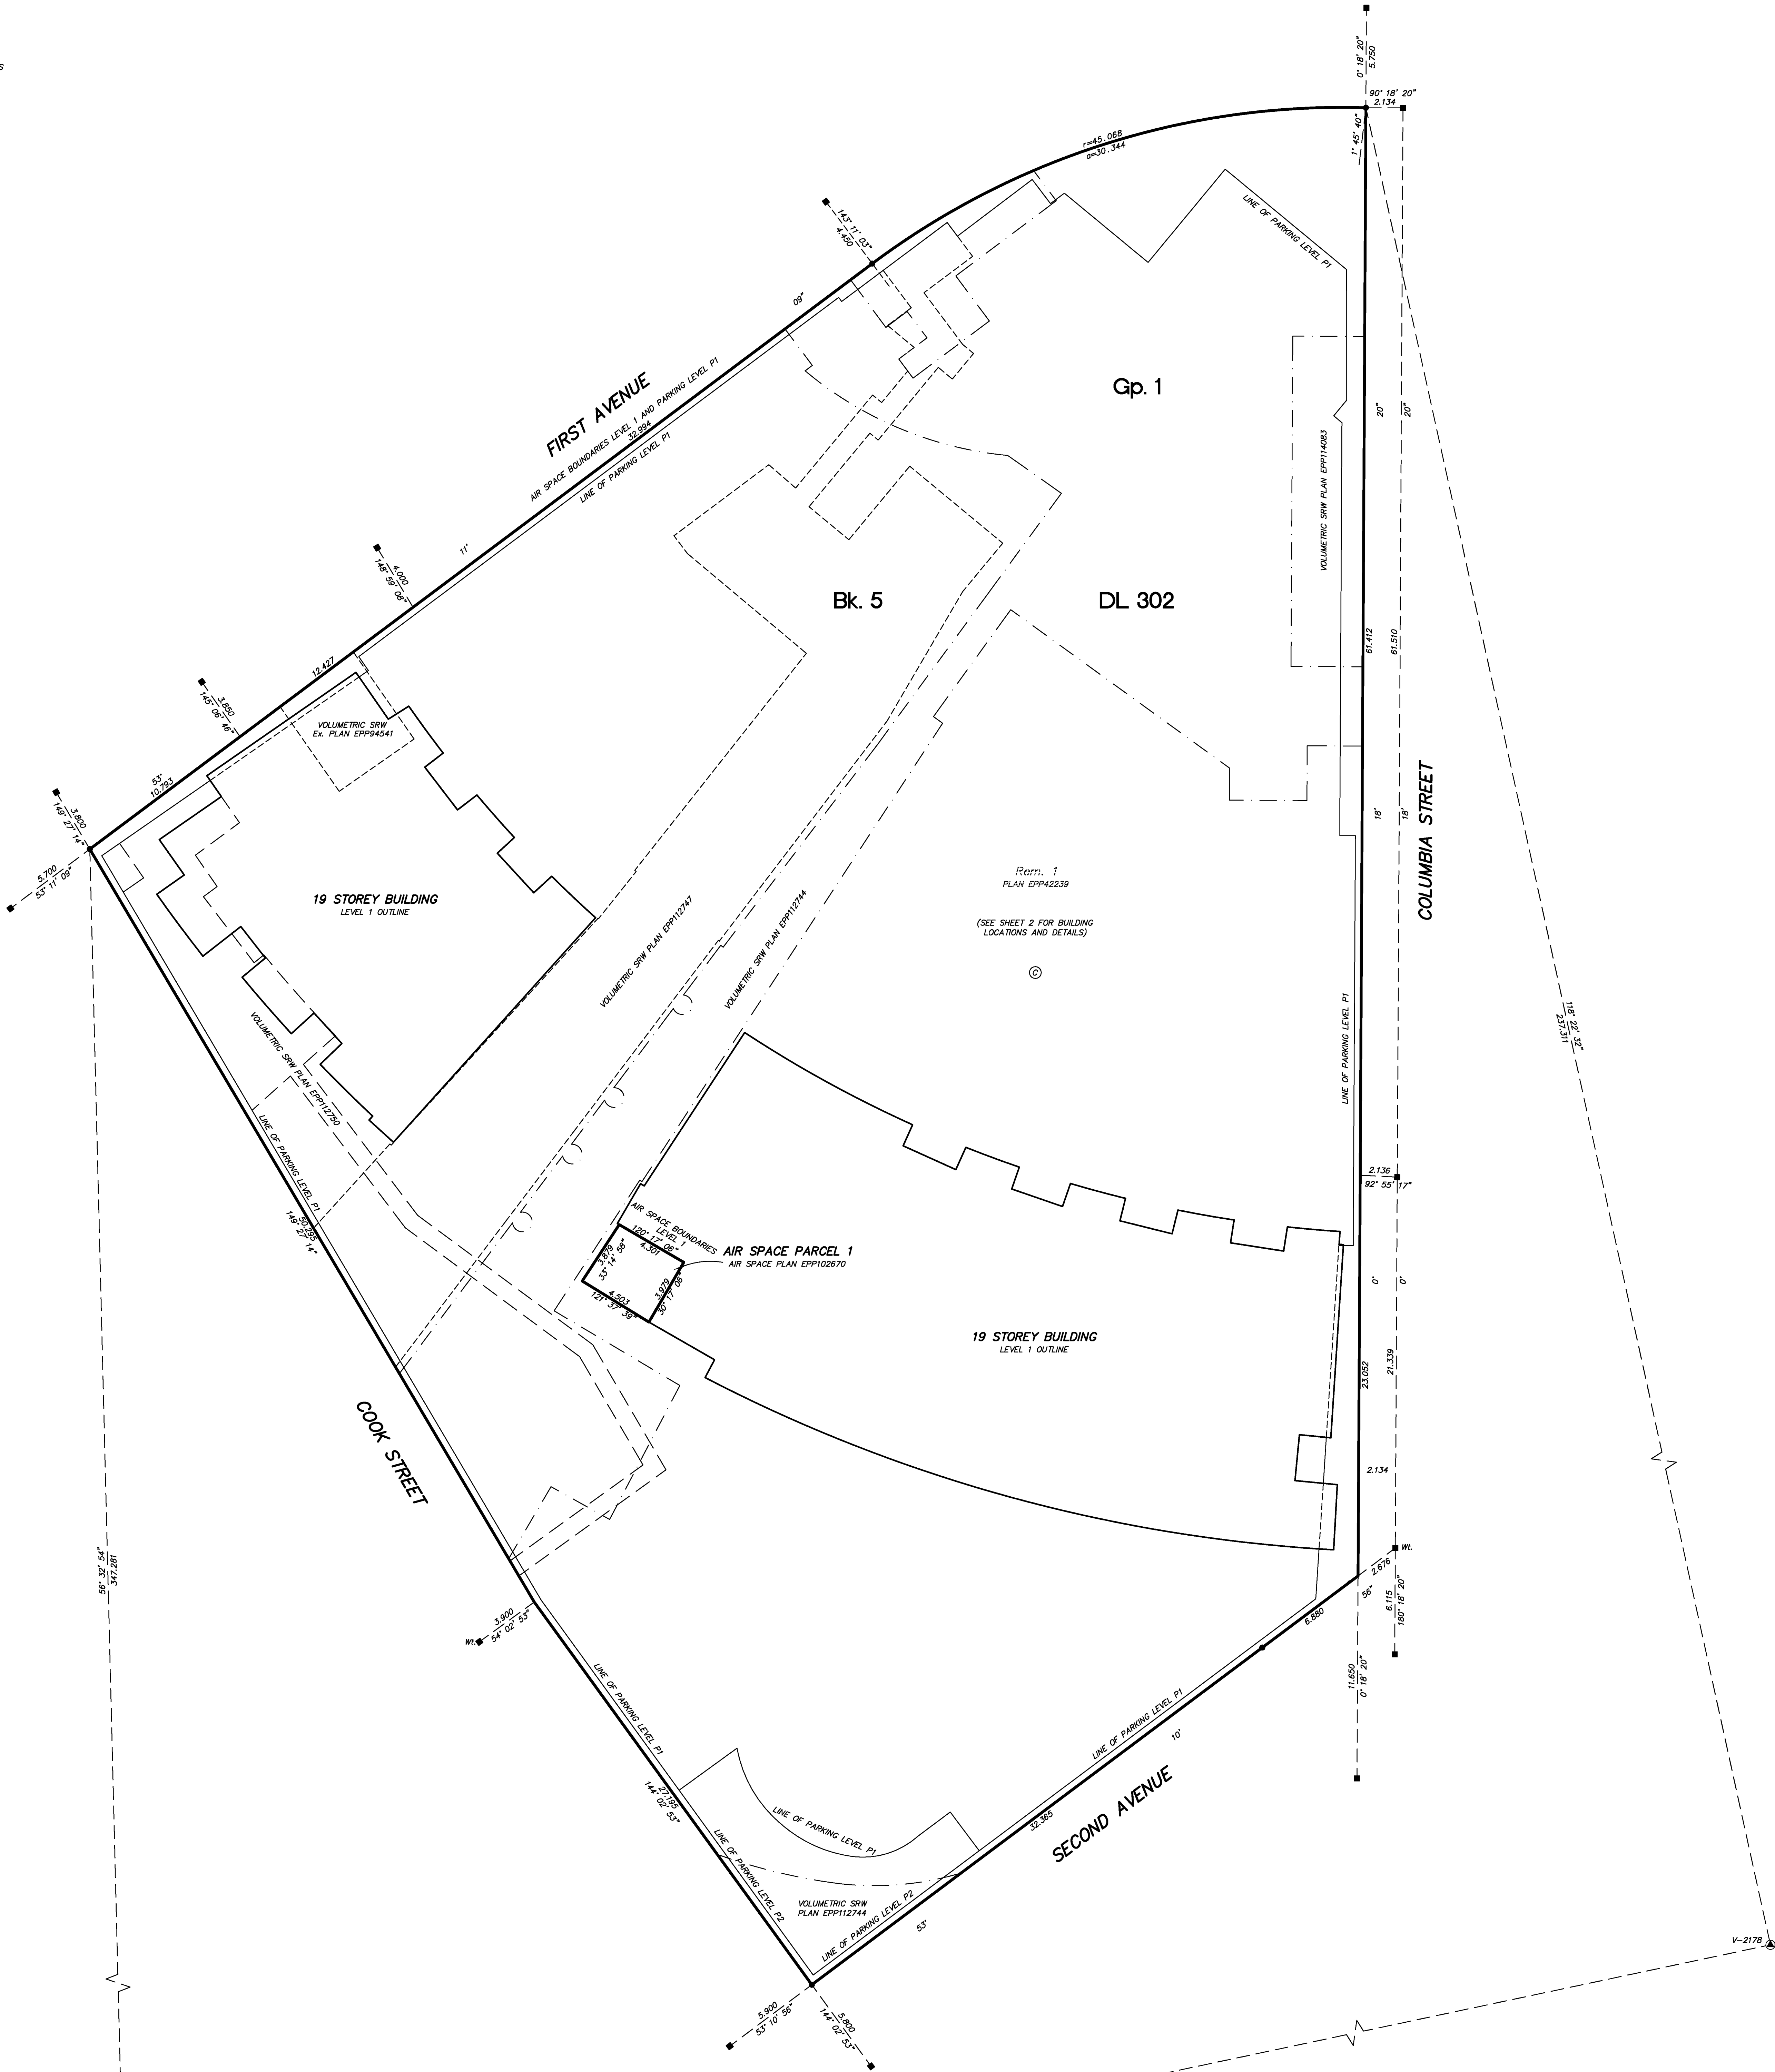 S
0° 18' 20"
5.750
90° 18' 20"
2.134
1° 45' 40"
r=45.068
a=30.344
143° 11' 03"
4.450
LINE OF PARKING LEVEL P1
09"
FIRST AVENUE
AIR SPACE BOUNDARIES LEVEL 1 AND PARKING LEVEL P1
32.994
LINE OF PARKING LEVEL P1
Gp. 1
20"
20"
VOLUMETRIC SRW PLAN EPP114083
11'
4.000
148° 59' 08"
Bk. 5
DL 302
61.412
61.510
12.427
3.850
145° 06' 46"
VOLUMETRIC SRW
Ex. PLAN EPP94541
53°
10.793
3.800
149° 27' 14"
5.700
53° 11' 09"
18'
18'
COLUMBIA STREET
19 STOREY BUILDING
LEVEL 1 OUTLINE
Rem. 1
PLAN EPP42239
(SEE SHEET 2 FOR BUILDING
LOCATIONS AND DETAILS)
C
VOLUMETRIC SRW PLAN EPP112747
VOLUMETRIC SRW PLAN EPP112744
VOLUMETRIC SRW PLAN EPP112750
LINE OF PARKING LEVEL P1
118° 22' 32"
237.311
LINE OF PARKING LEVEL P1
50.295
149° 27' 14"
2.136
92° 55' 17"
AIR SPACE BOUNDARIES
LEVEL 1
120° 17' 06"
4.301
3.879
33° 14' 58"
AIR SPACE PARCEL 1
AIR SPACE PLAN EPP102670
3.979
30° 17' 06"
4.503
121° 37' 39"
0°
0°
19 STOREY BUILDING
LEVEL 1 OUTLINE
23.052
21.339
COOK STREET
2.134
56° 32' 54"
347.281
Wt.
2.676
56"
6.115
180° 18' 20"
6.880
3.900
54° 02' 53"
Wt.
11.650
0° 18' 20"
LINE OF PARKING LEVEL P1
LINE OF PARKING LEVEL P1
10'
27.195
144° 02' 53"
LINE OF PARKING LEVEL P1
32.365
SECOND AVENUE
LINE OF PARKING LEVEL P2
VOLUMETRIC SRW
PLAN EPP112744
LINE OF PARKING LEVEL P2
53°
V-2178
5.900
53° 10' 56"
5.800
144° 02' 53"